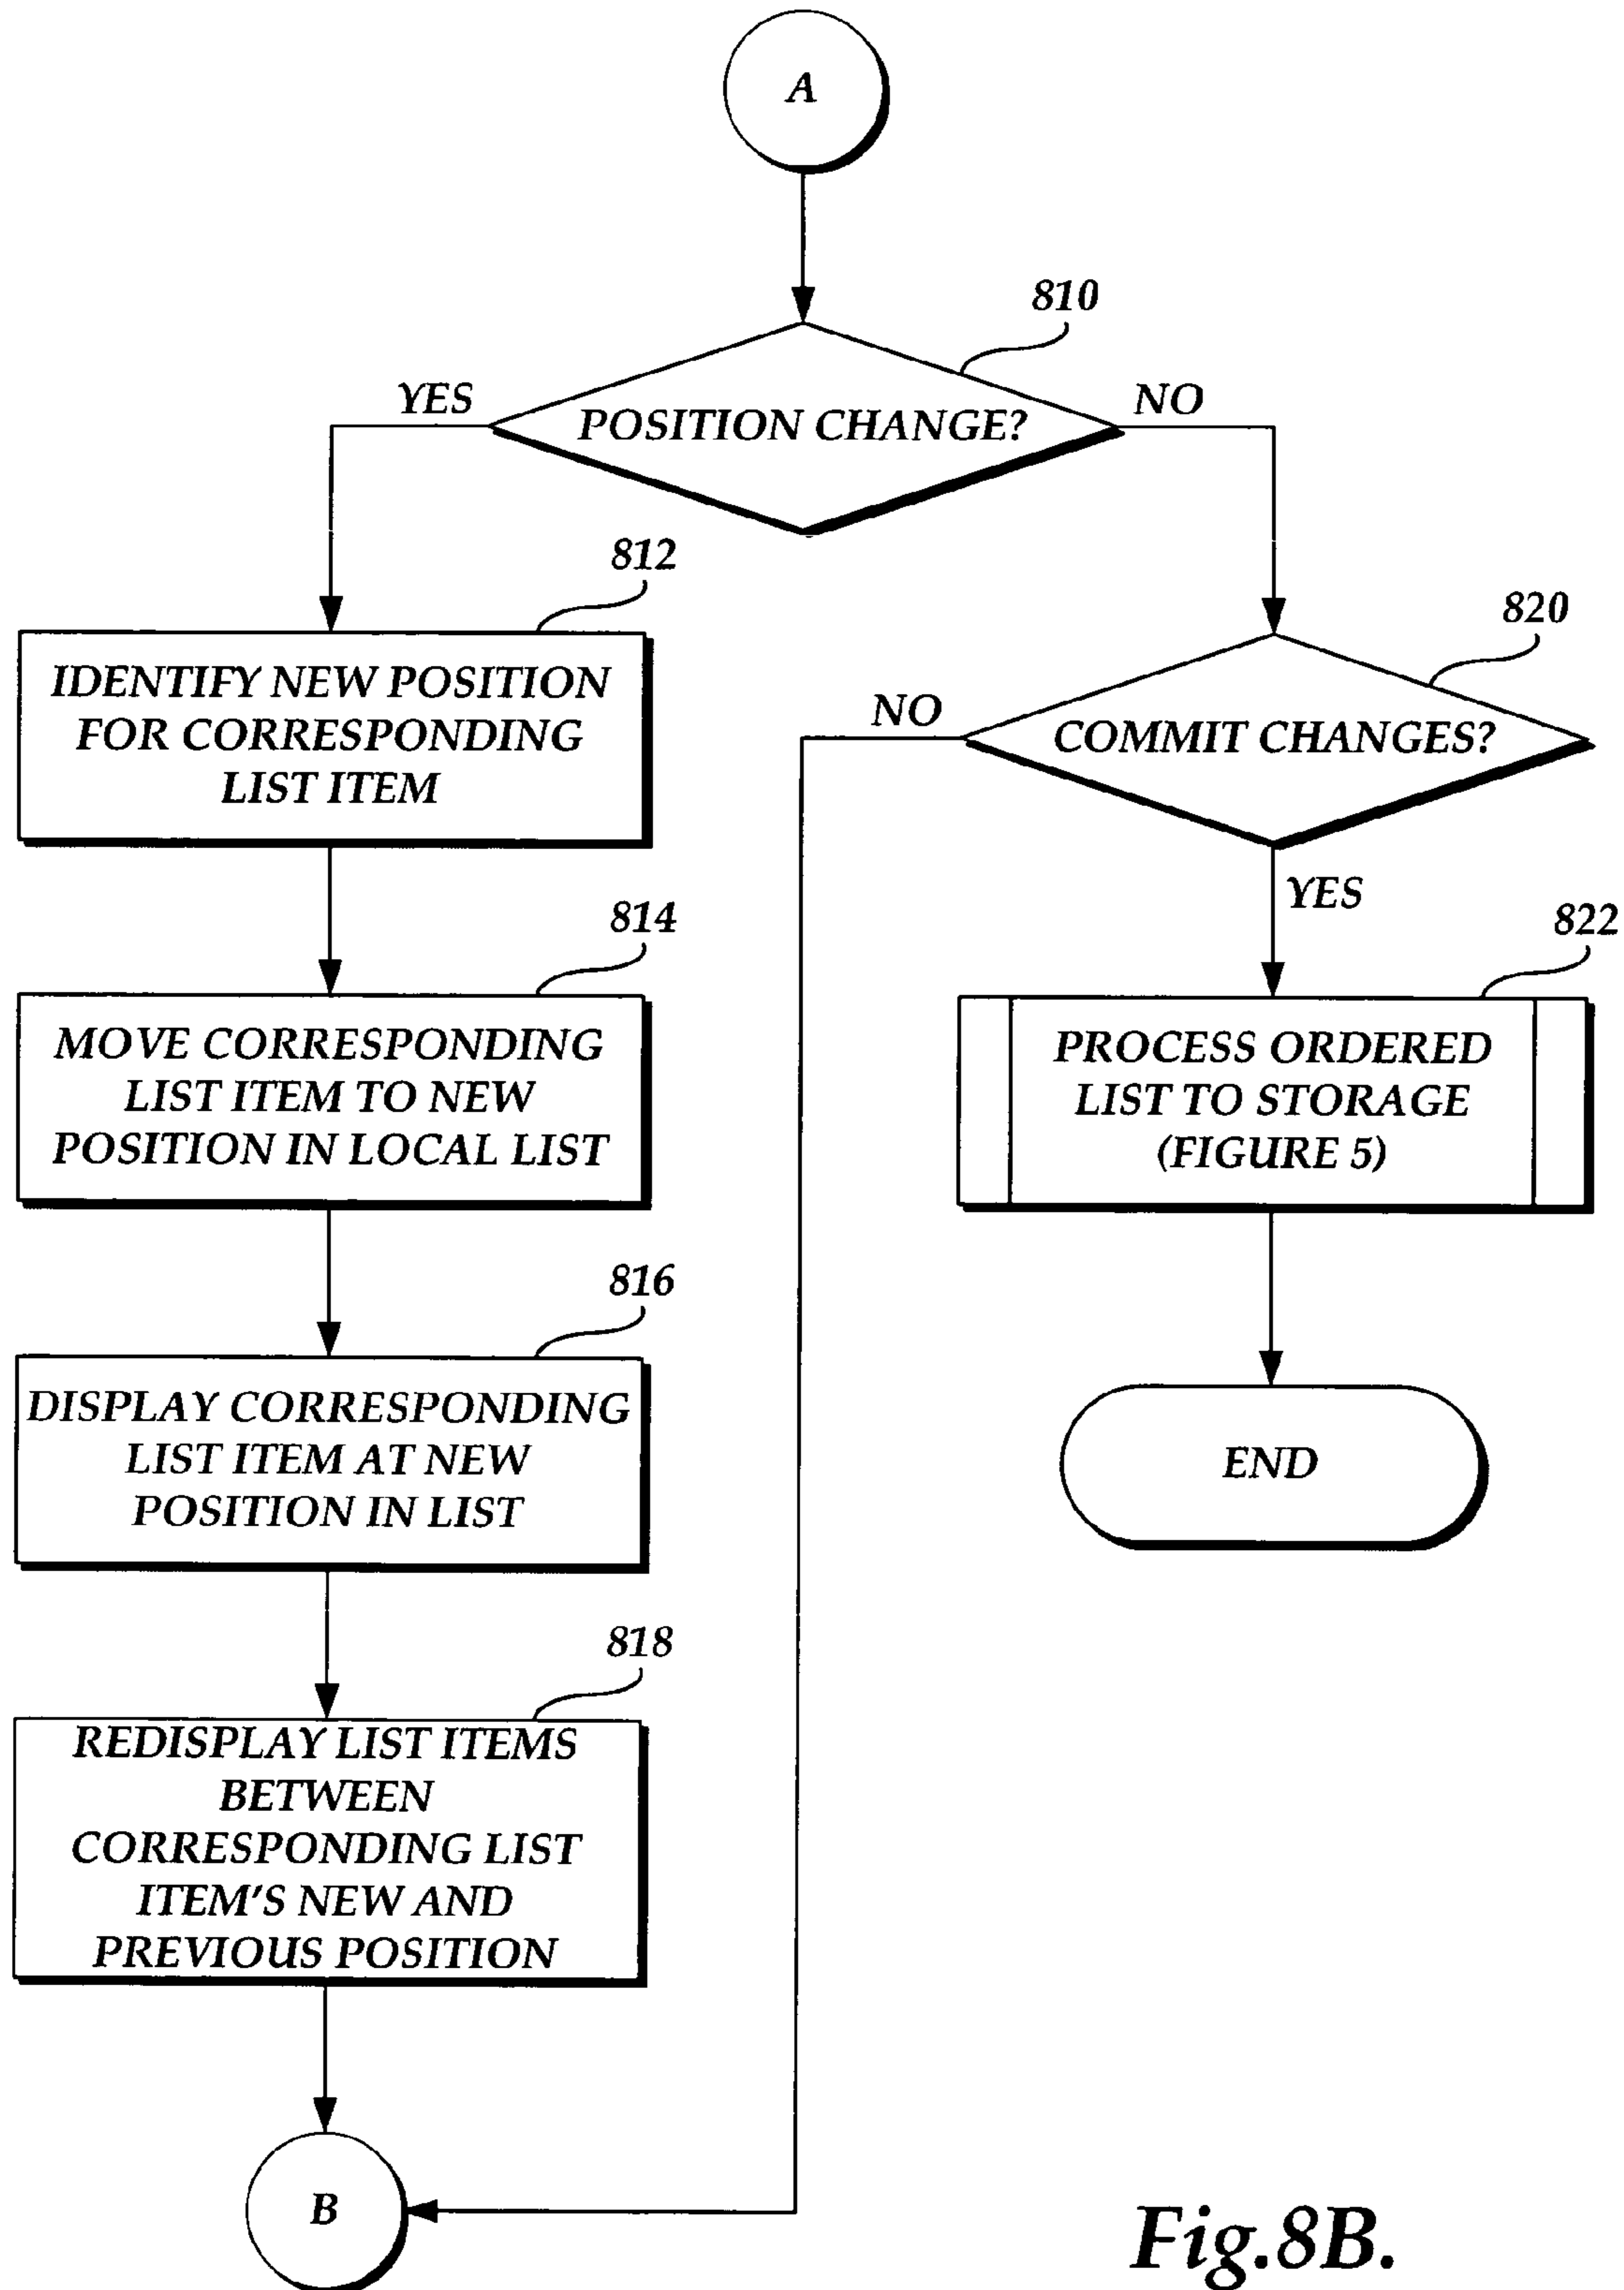 A
810
YES
POSITION CHANGE?
NO
812
IDENTIFY NEW POSITION
FOR CORRESPONDING
LIST ITEM
820
NO
COMMIT CHANGES?
YES
814
MOVE CORRESPONDING
LIST ITEM TO NEW
POSITION IN LOCAL LIST
822
PROCESS ORDERED
LIST TO STORAGE
(FIGURE 5)
816
DISPLAY CORRESPONDING
LIST ITEM AT NEW
POSITION IN LIST
END
818
REDISPLAY LIST ITEMS
BETWEEN
CORRESPONDING LIST
ITEM'S NEW AND
PREVIOUS POSITION
B
Fig.8B.